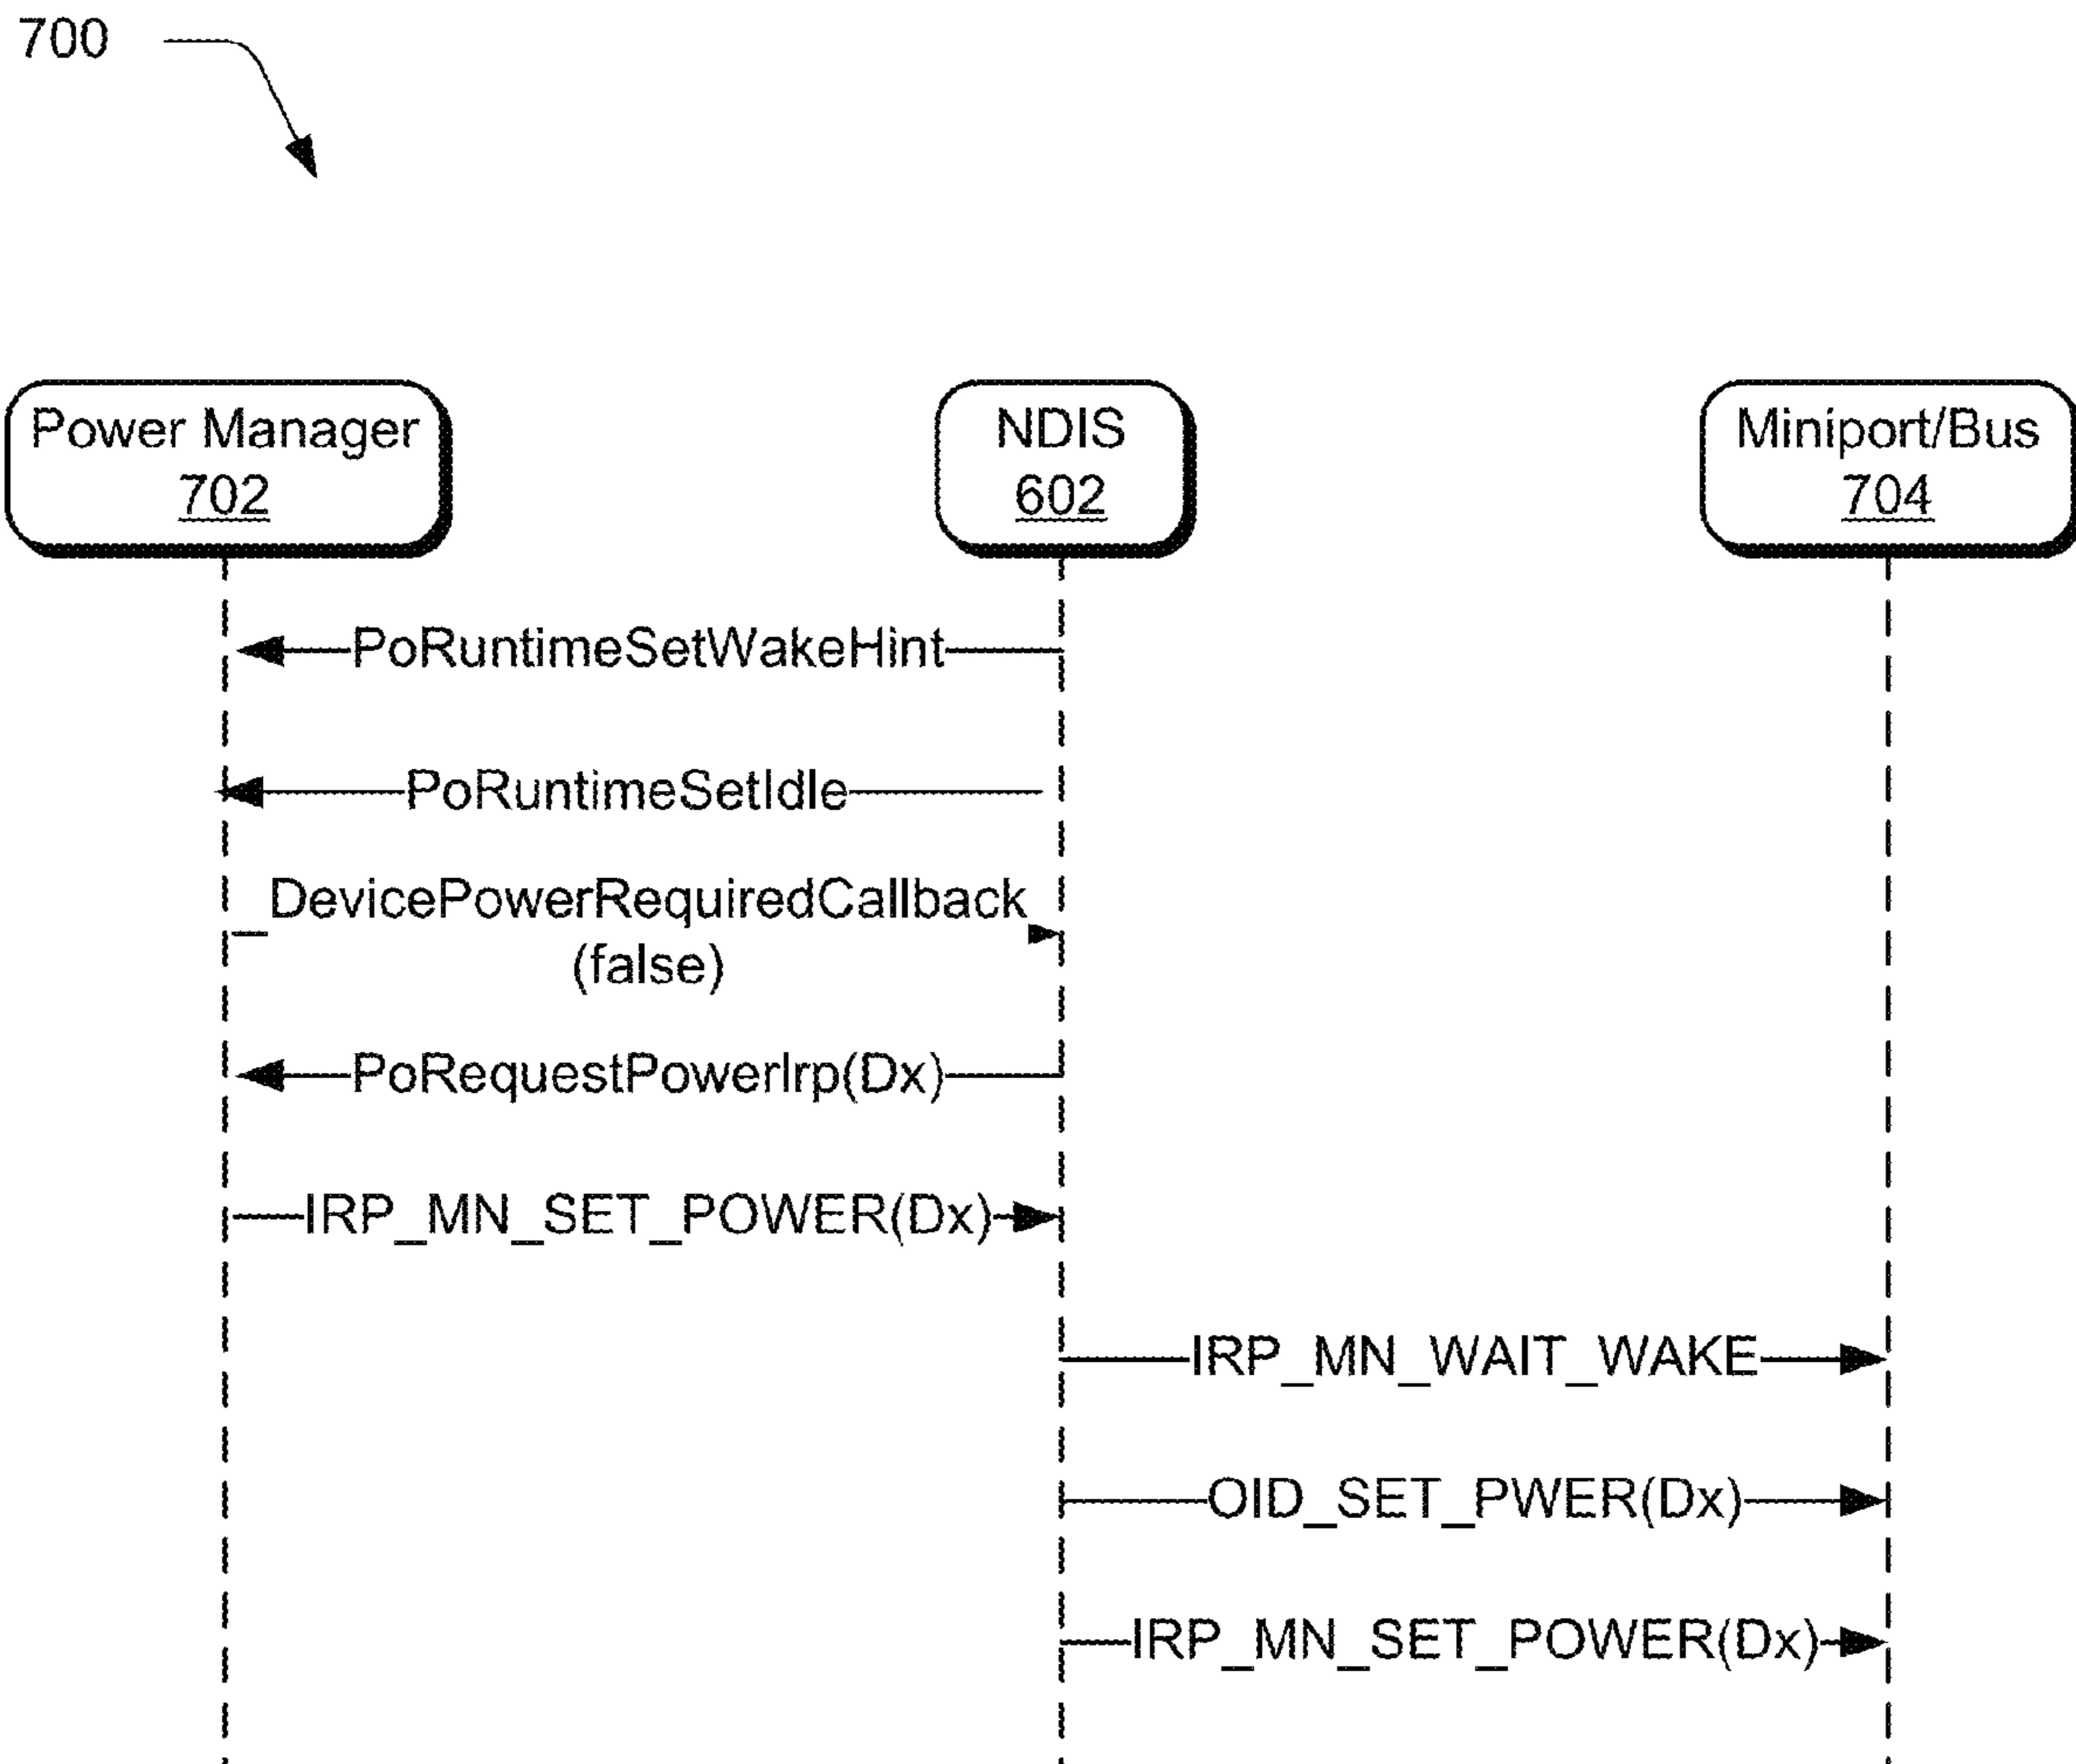 700
Power Manager
702
NDIS
602
Miniport/Bus
704
PoRuntimeSetWakeHint
PoRuntimeSetIdle
DevicePowerRequiredCallback
(false)
PoRequestPowerIrp(Dx)
IRP_MN_SET_POWER(Dx)
IRP_MN_WAIT_WAKE
OID_SET_PWER(Dx)
IRP_MN_SET_POWER(Dx)